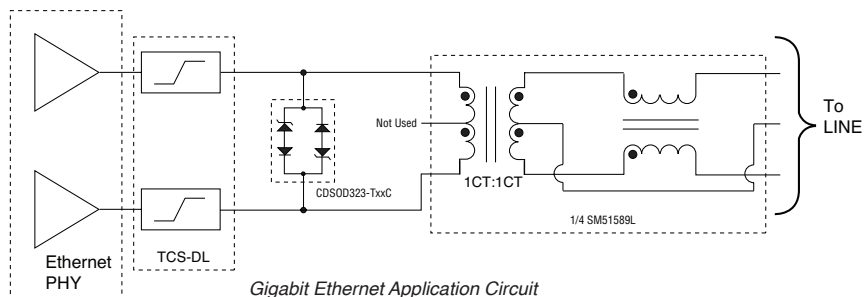 Not Used
CDSOD323-TxxC
1CT:1CT
To
LINE
1/4 SM51589L
Ethernet
PHY
TCS-DL
Gigabit Ethernet Application Circuit